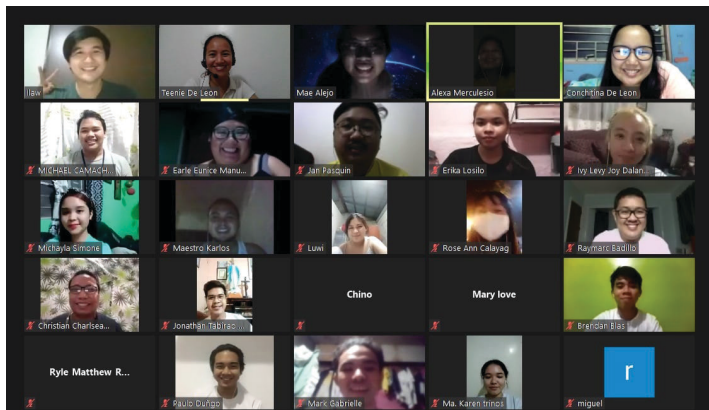 Ilaw
Teenie De Leon
Mae Alejo
Alexa Merculesio
Conchitina De Leon
MICHAEL CAMACH...
Earle Eunice Manu...
Jan Pasquin
Erika Losilo
Ivy Levy Joy Dalan...
Michayla Simone
Maestro Karlos
Luwi
Rose Ann Calayag
Raymarc Badillo
Christian Charlsea...
Jonathan Tabirao ...
Chino
Mary love
Brendan Blas
Ryle Matthew R...
Paulo Duñgo
Mark Gabrielle
Ma. Karen trinos
r
miguel